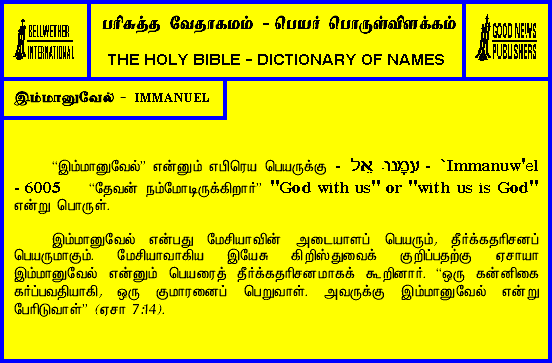 BELLWETHER
INTERNATIONAL
பரிசுத்த வேதாகமம் - பெயர் பொருள்விளக்கம்
THE HOLY BIBLE - DICTIONARY OF NAMES
GOOD NEWS
PUBLISHERS
இம்மானுவேல் - IMMANUEL
“இம்மானுவேல்” என்னும் எபிரெய பெயருக்கு - עִמָּנוּ אֵל - `Immanuw'el
- 6005 “தேவன் நம்மோடிருக்கிறார்” "God with us" or "with us is God"
என்று பொருள்.
இம்மானுவேல் என்பது மேசியாவின் அடையாளப் பெயரும், தீர்க்கதரிசனப்
பெயருமாகும். மேசியாவாகிய இயேசு கிறிஸ்துவைக் குறிப்பதற்கு ஏசாயா
இம்மானுவேல் என்னும் பெயரைத் தீர்க்கதரிசனமாகக் கூறினார். “ஒரு கன்னிகை
கர்ப்பவதியாகி, ஒரு குமாரனைப் பெறுவாள். அவருக்கு இம்மானுவேல் என்று
பேரிடுவாள்” (ஏசா 7:14).